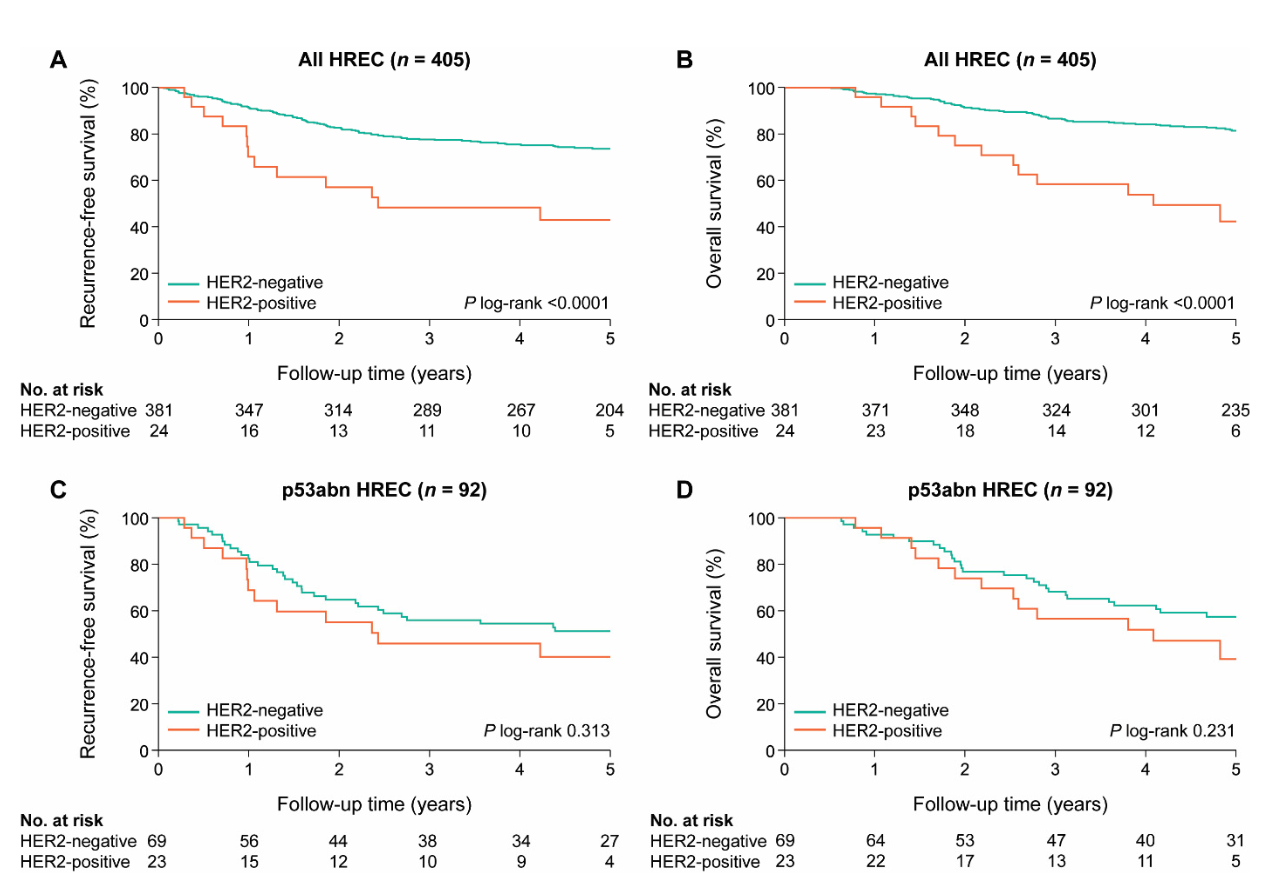 A
All HREC (n = 405)
Recurrence-free survival (%)
100
80
60
40
20
0
HER2-negative
HER2-positive
P log-rank <0.0001
0 1 2 3 4 5
Follow-up time (years)
No. at risk
HER2-negative 381 347 314 289 267 204
HER2-positive 24 16 13 11 10 5
B
All HREC (n = 405)
Overall survival (%)
100
80
60
40
20
0
HER2-negative
HER2-positive
P log-rank <0.0001
0 1 2 3 4 5
Follow-up time (years)
No. at risk
HER2-negative 381 371 348 324 301 235
HER2-positive 24 23 18 14 12 6
C
p53abn HREC (n = 92)
Recurrence-free survival (%)
100
80
60
40
20
0
HER2-negative
HER2-positive
P log-rank 0.313
0 1 2 3 4 5
Follow-up time (years)
No. at risk
HER2-negative 69 56 44 38 34 27
HER2-positive 23 15 12 10 9 4
D
p53abn HREC (n = 92)
Overall survival (%)
100
80
60
40
20
0
HER2-negative
HER2-positive
P log-rank 0.231
0 1 2 3 4 5
Follow-up time (years)
No. at risk
HER2-negative 69 64 53 47 40 31
HER2-positive 23 22 17 13 11 5